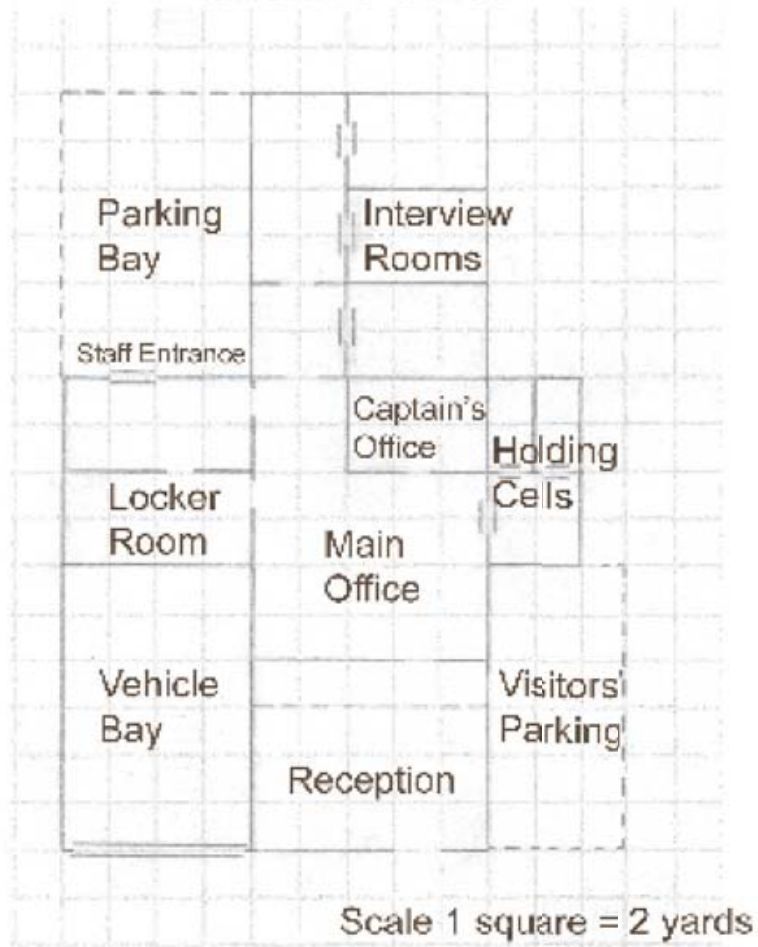 Parking
Bay
Interview
Rooms
Staff Entrance
Captain's
Office
Holding
Cells
Locker
Room
Main
Office
Vehicle
Bay
Visitors'
Parking
Reception
Scale 1 square = 2 yards